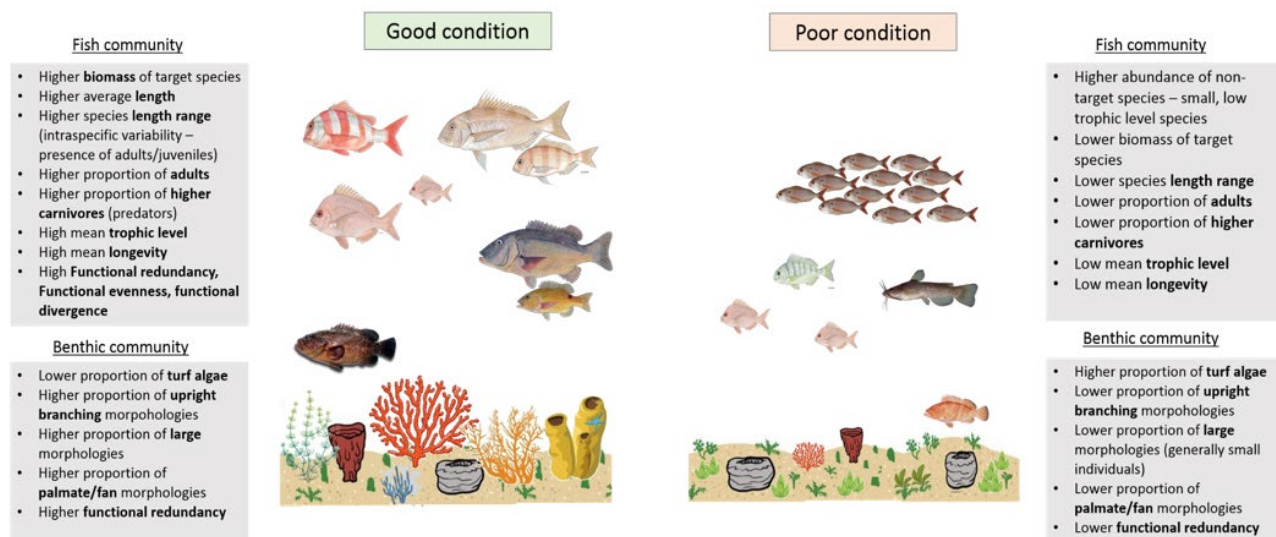 Good condition
Poor condition
Fish community
• Higher biomass of target species
• Higher average length
• Higher species length range
(intraspecific variability –
presence of adults/juveniles)
• Higher proportion of adults
• Higher proportion of higher
carnivores (predators)
• High mean trophic level
• High mean longevity
• High Functional redundancy,
Functional evenness, functional
divergence
Benthic community
• Lower proportion of turf algae
• Higher proportion of upright
branching morpohologies
• Higher proportion of large
morphologies
• Higher proportion of
palmate/fan morphologies
• Higher functional redundancy
Fish community
• Higher abundance of non-
target species – small, low
trophic level species
• Lower biomass of target
species
• Lower species length range
• Lower proportion of adults
• Lower proportion of higher
carnivores
• Low mean trophic level
• Low mean longevity
Benthic community
• Higher proportion of turf algae
• Lower proportion of upright
branching morpohologies
• Lower proportion of large
morphologies (generally small
individuals)
• Lower proportion of
palmate/fan morphologies
• Lower functional redundancy